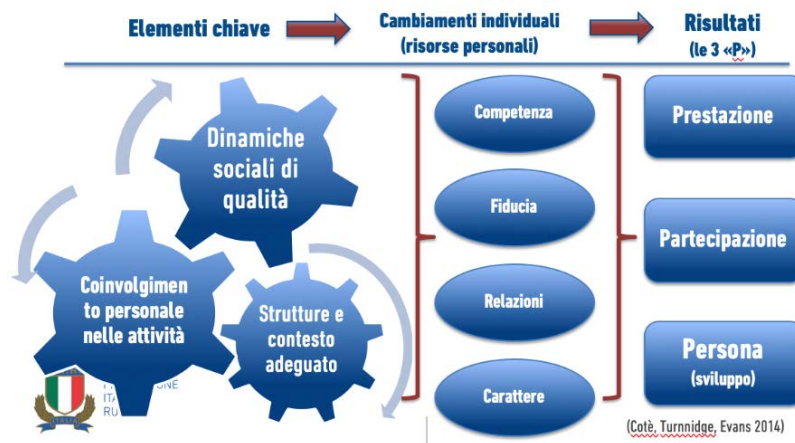 Elementi chiave
Cambiamenti individuali
(risorse personali)
Risultati
(le 3 «P»)
Dinamiche
sociali di
qualità
Coinvolgimen
to personale
nelle attività
Strutture e
contesto
adeguato
Competenza
Fiducia
Relazioni
Carattere
Prestazione
Partecipazione
Persona
(sviluppo)
(Cotè, Turnnidge, Evans 2014)